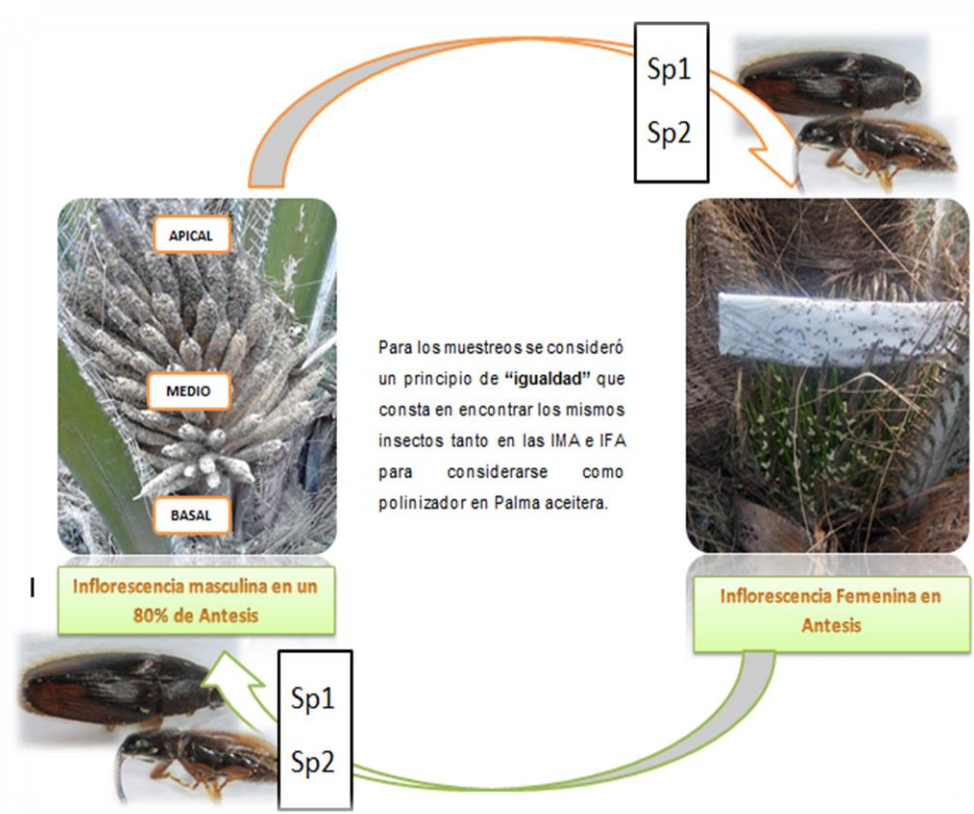 Sp1
Sp2
APICAL
MEDIO
BASAL
Para los muestreos se consideró
un principio de “igualdad” que
consta en encontrar los mismos
insectos tanto en las IMA e IFA
para considerarse como
polinizador en Palma aceitera.
I
Inflorescencia masculina en un
80% de Antesis
Inflorescencia Femenina en
Antesis
Sp1
Sp2